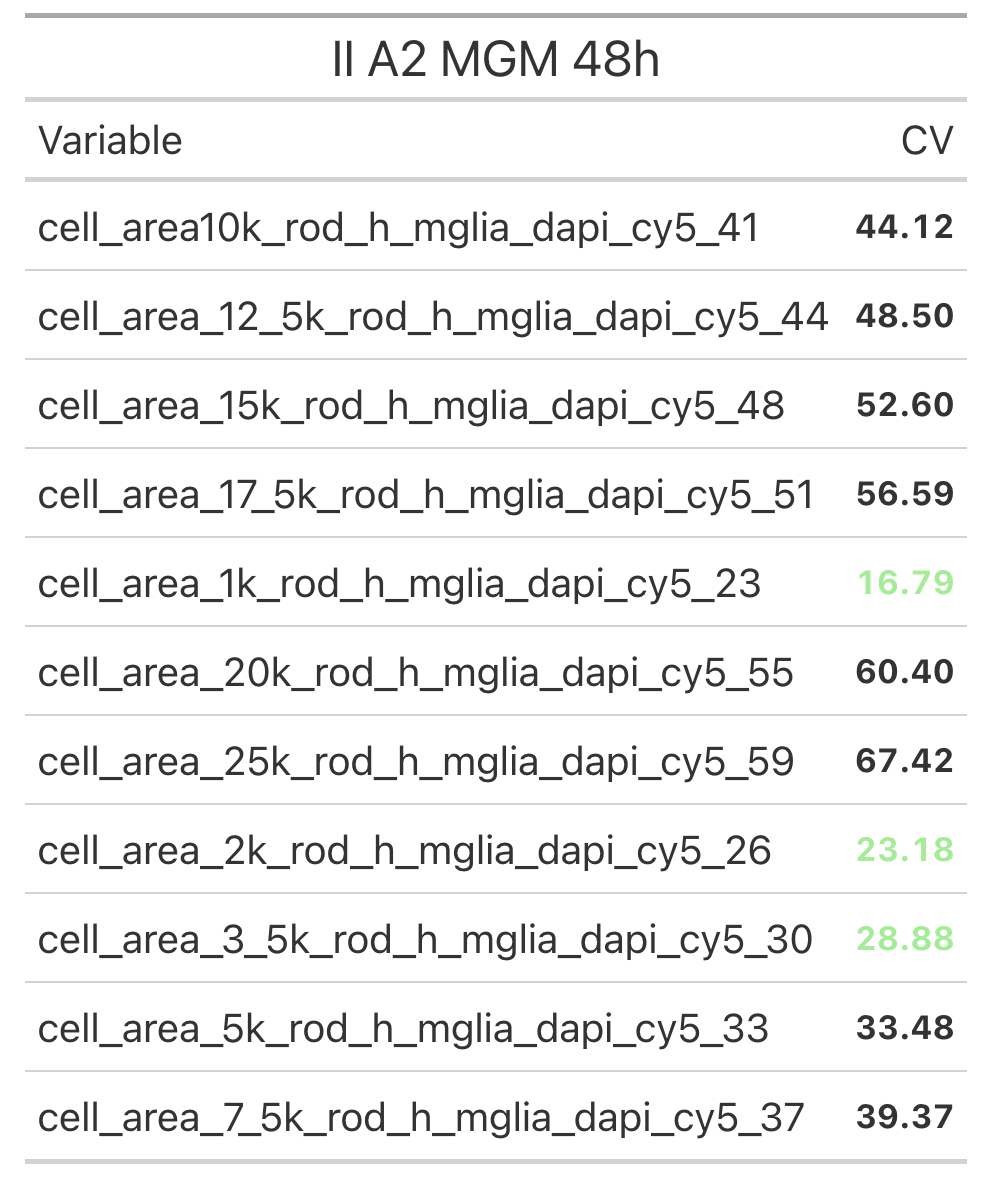 II A2 MGM 48h
Variable CV
cell_area10k_rod_h_mglia_dapi_cy5_41 44.12
cell_area_12_5k_rod_h_mglia_dapi_cy5_44 48.50
cell_area_15k_rod_h_mglia_dapi_cy5_48 52.60
cell_area_17_5k_rod_h_mglia_dapi_cy5_51 56.59
cell_area_1k_rod_h_mglia_dapi_cy5_23 16.79
cell_area_20k_rod_h_mglia_dapi_cy5_55 60.40
cell_area_25k_rod_h_mglia_dapi_cy5_59 67.42
cell_area_2k_rod_h_mglia_dapi_cy5_26 23.18
cell_area_3_5k_rod_h_mglia_dapi_cy5_30 28.88
cell_area_5k_rod_h_mglia_dapi_cy5_33 33.48
cell_area_7_5k_rod_h_mglia_dapi_cy5_37 39.37